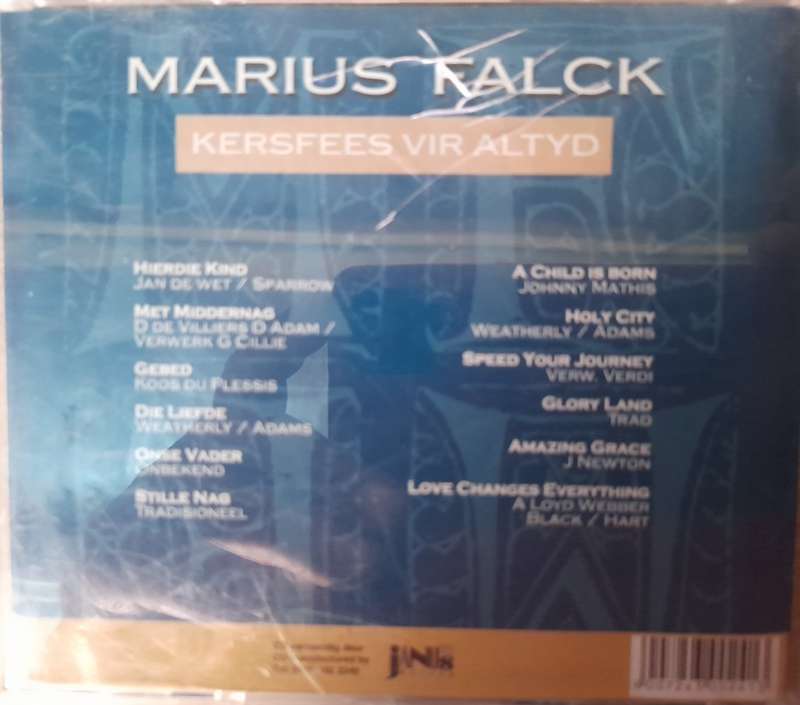 MARIUS FALCK
KERSFEES VIR ALTYD
HIERDIE KIND
JAN DE WET / SPARROW
MET MIDDERNAG
D DE VILLIERS D ADAM /
VERWERK G CILLIE
GEBED
KOOS DU PLESSIS
DIE LIEFDE
WEATHERLY / ADAMS
ONSE VADER
ONBEKEND
STILLE NAG
TRADISIONEEL
A CHILD IS BORN
JOHNNY MATHIS
HOLY CITY
WEATHERLY / ADAMS
SPEED YOUR JOURNEY
VERW. VERDI
GLORY LAND
TRAD
AMAZING GRACE
J NEWTON
LOVE CHANGES EVERYTHING
A LOYD WEBBER
BLACK / HART